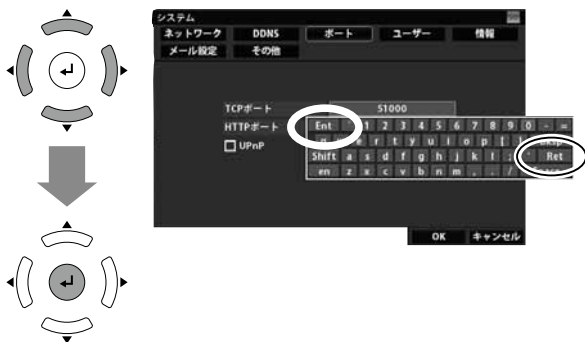 システム
ネットワーク DDNS ポート ユーザー 情報
メール設定 その他
TCPポート 51000
HTTPポート
UPnP
Ent 1 2 3 4 5 6 7 8 9 0 - =
e r t y u i o p [
Shift a s d f g h j k l ; ' Ret
en z x c v b n m , . /
OK キャンセル